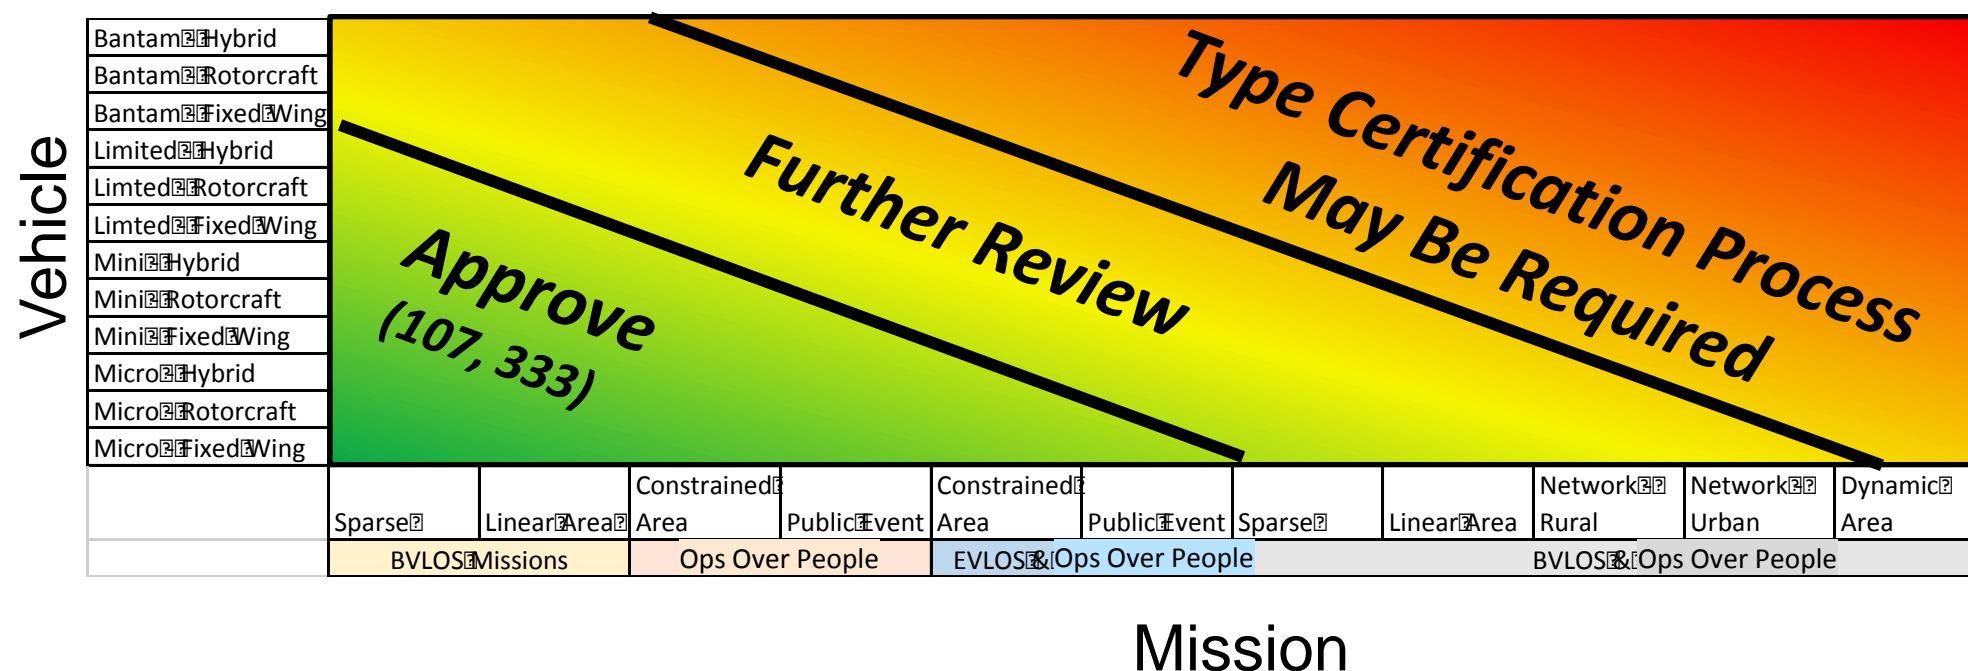 Vehicle
Bantam - Hybrid
Bantam - Rotorcraft
Bantam - Fixed Wing
Limited - Hybrid
Limted - Rotorcraft
Limted - Fixed Wing
Mini - Hybrid
Mini - Rotorcraft
Mini - Fixed Wing
Micro - Hybrid
Micro - Rotorcraft
Micro - Fixed Wing
Approve
(107, 333)
Further Review
Type Certification Process
May Be Required
Sparse
Linear Area
Constrained
Area
Public Event
Constrained
Area
Public Event
Sparse
Linear Area
Network -
Rural
Network -
Urban
Dynamic
Area
BVLOS Missions
Ops Over People
EVLOS & Ops Over People
BVLOS & Ops Over People
Mission